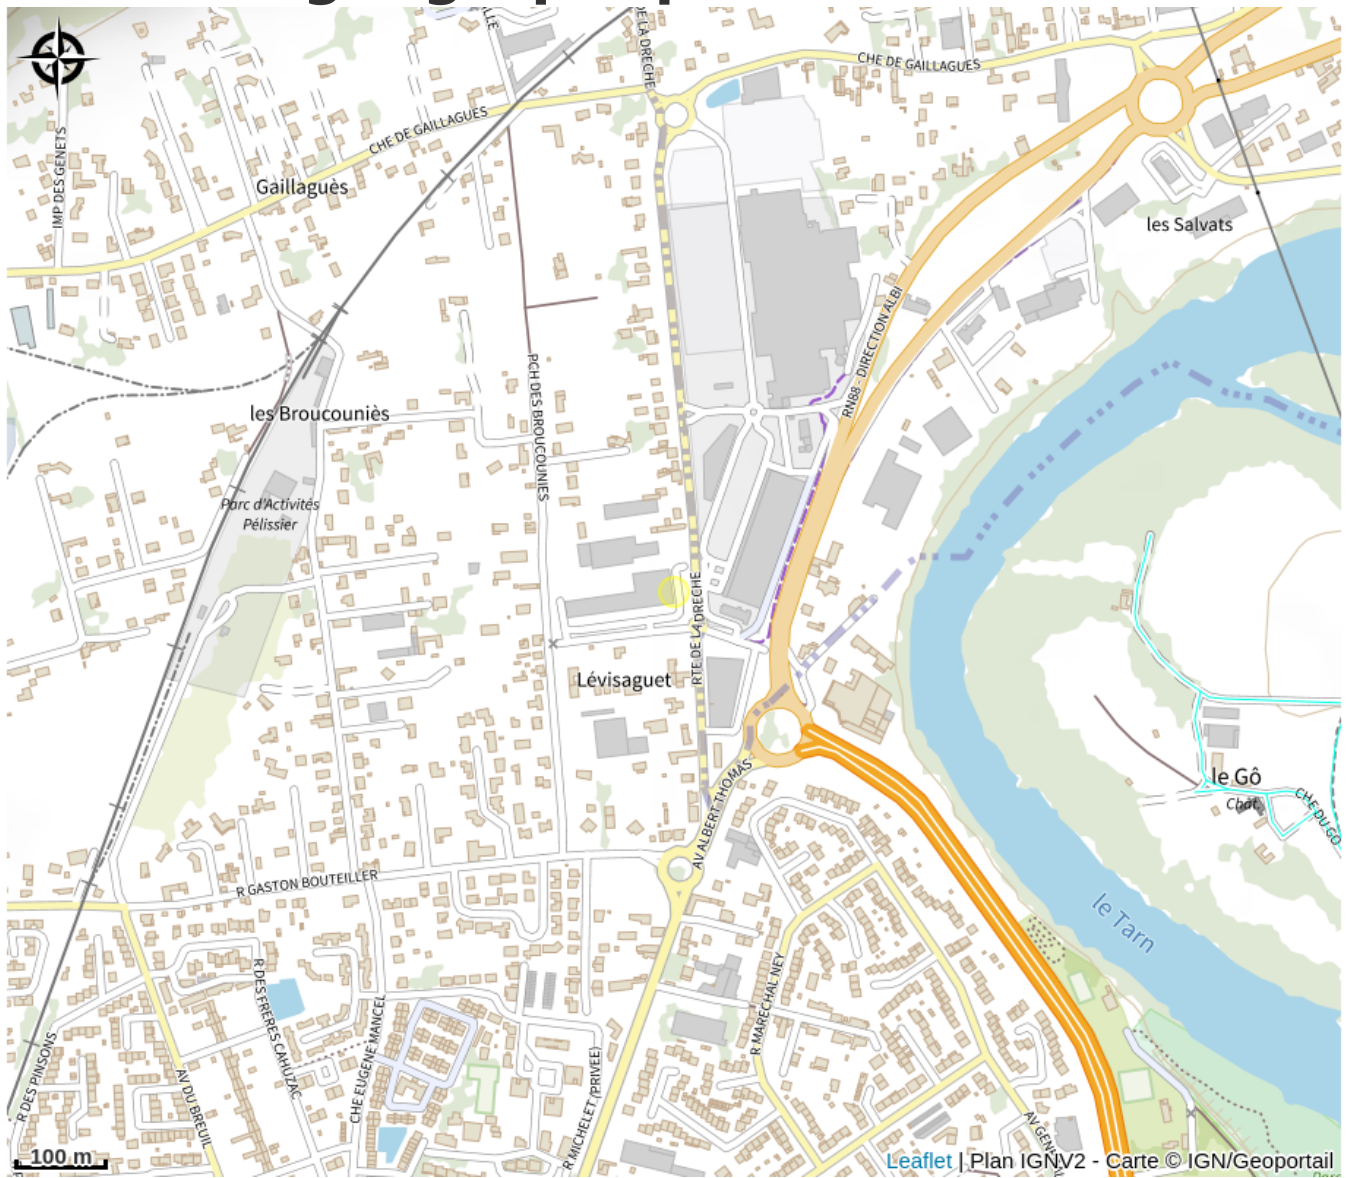 DE LA DRECHE
CHE DE GAILLAGUES
CHE DE GAILLAGUES
IMP DES GENETS
Gaillaguès
les Salvats
RN88 - DIRECTION ALBI
PCH DES BROUCOUNIES
les Broucouniès
Parc d'Activités
Pélissier
RTE DE LA DRECHE
Lévisaguet
le Gô
Chât.
CHE DU GO
AV ALBERT THOMAS
R GASTON BOUTEILLER
le Tarn
R DES FRERES CAHUZAC
R MARECHAL NEY
CHE EUGENE MANCEL
R DES PINSONS
AV DU BREUIL
R MICHELET (PRIVEE)
AV GEN
100 m
Leaflet | Plan IGNV2 - Carte © IGN/Geoportail